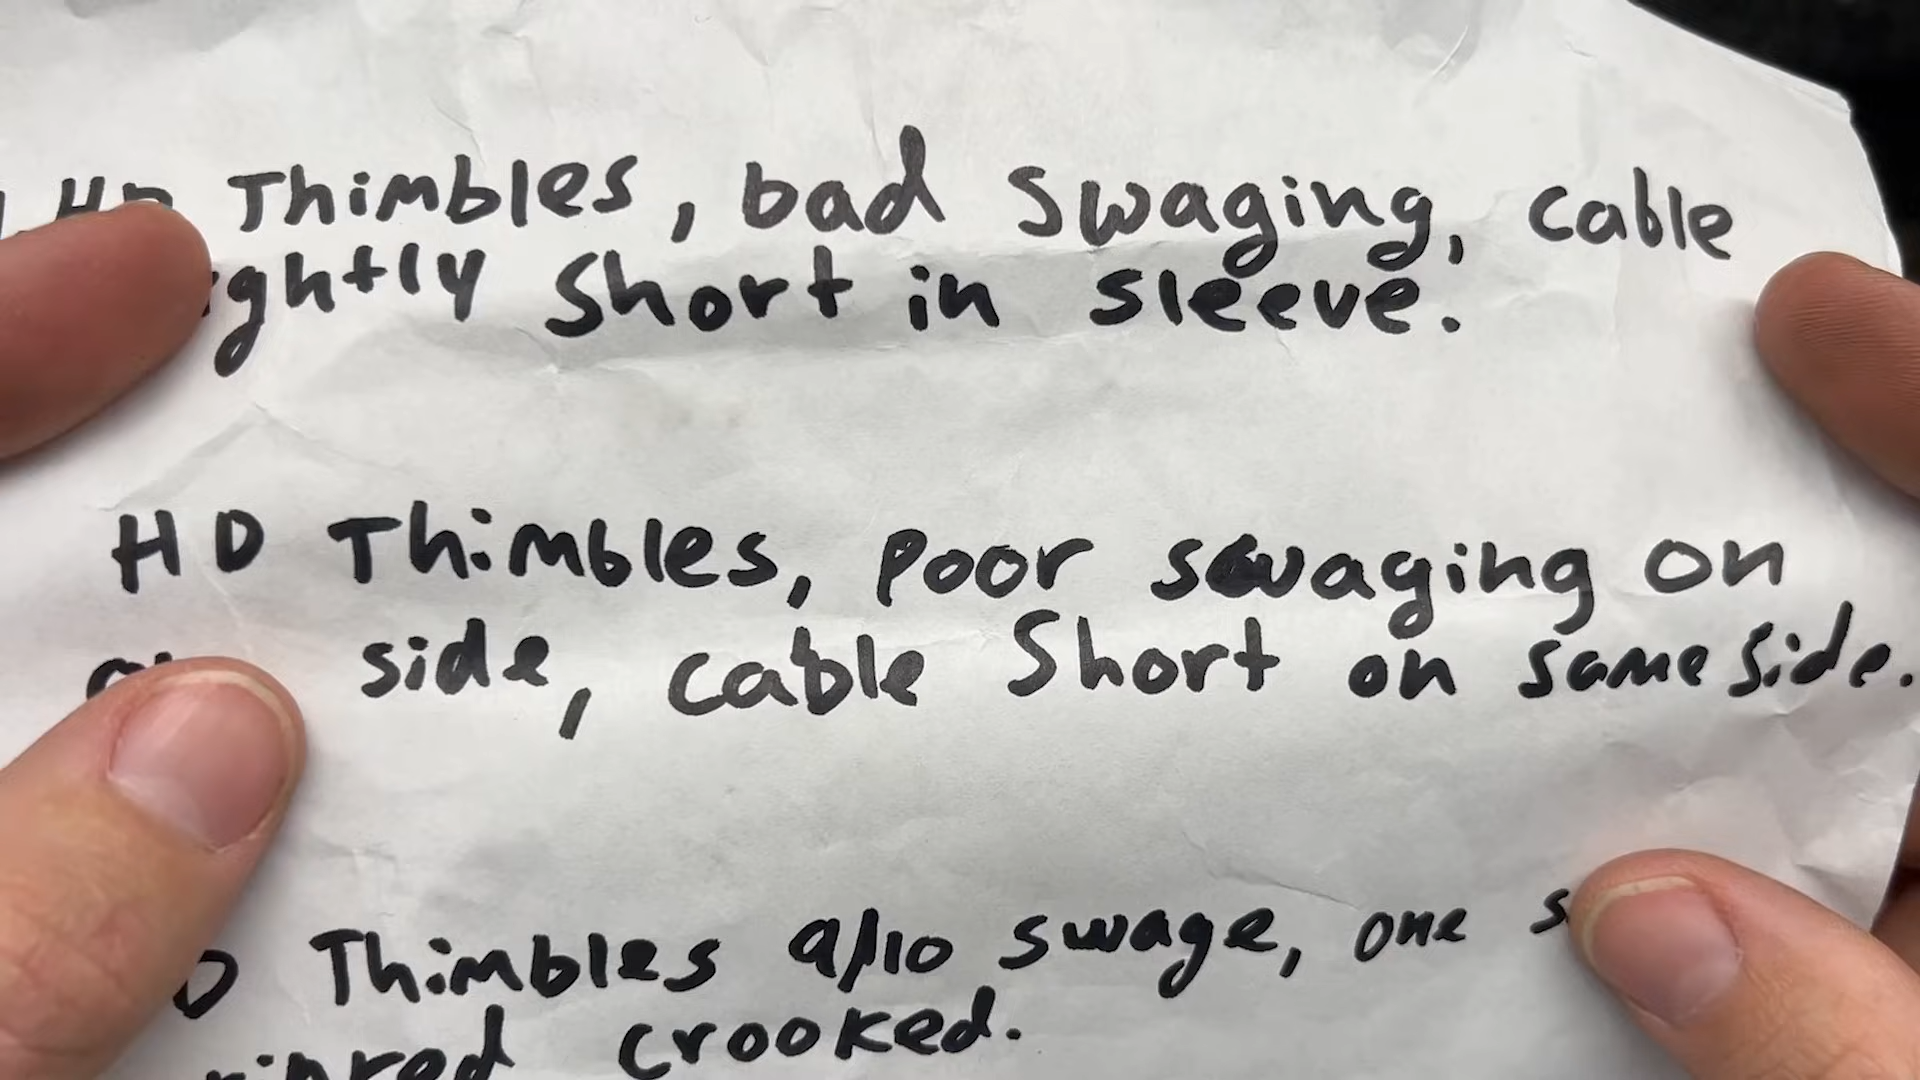 HD Thimbles, bad swaging, cable
short in sleeve.
HD Thimbles, poor swaging on
side, cable short on same side.
Thimbles 9/10 swage, one
crooked.